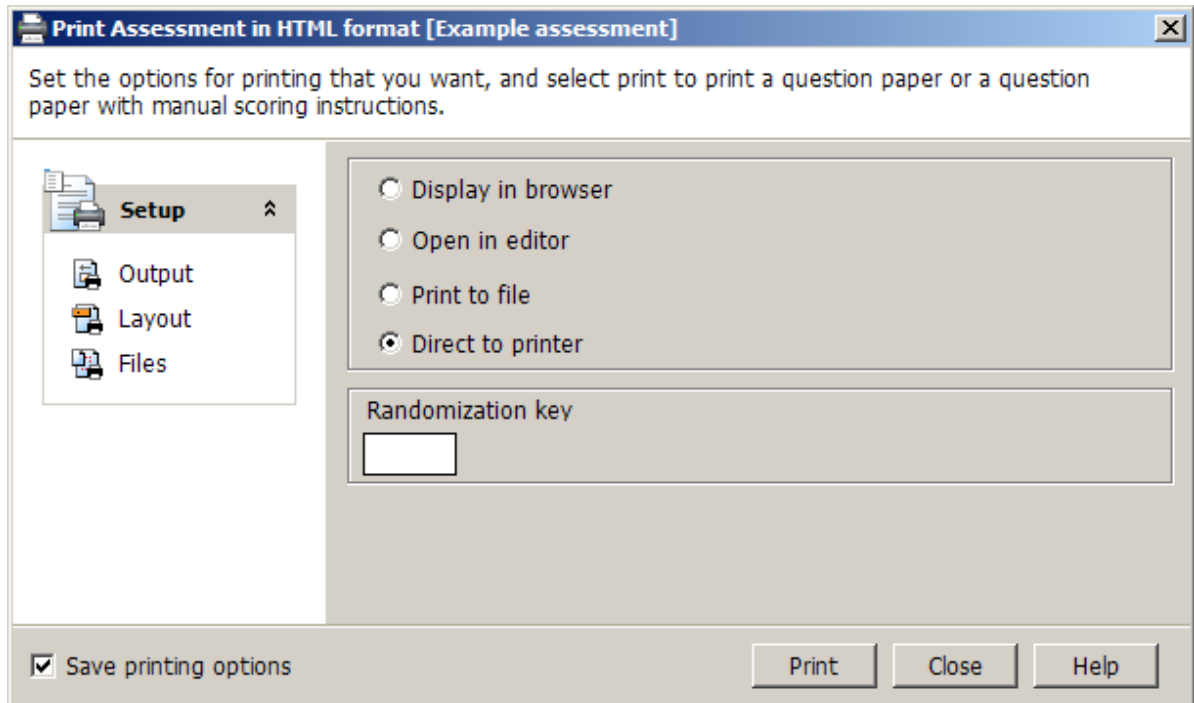 Print Assessment in HTML format [Example assessment]
Set the options for printing that you want, and select print to print a question paper or a question
paper with manual scoring instructions.
Setup
Output
Layout
Files
Display in browser
Open in editor
Print to file
Direct to printer
Randomization key
Save printing options
Print
Close
Help